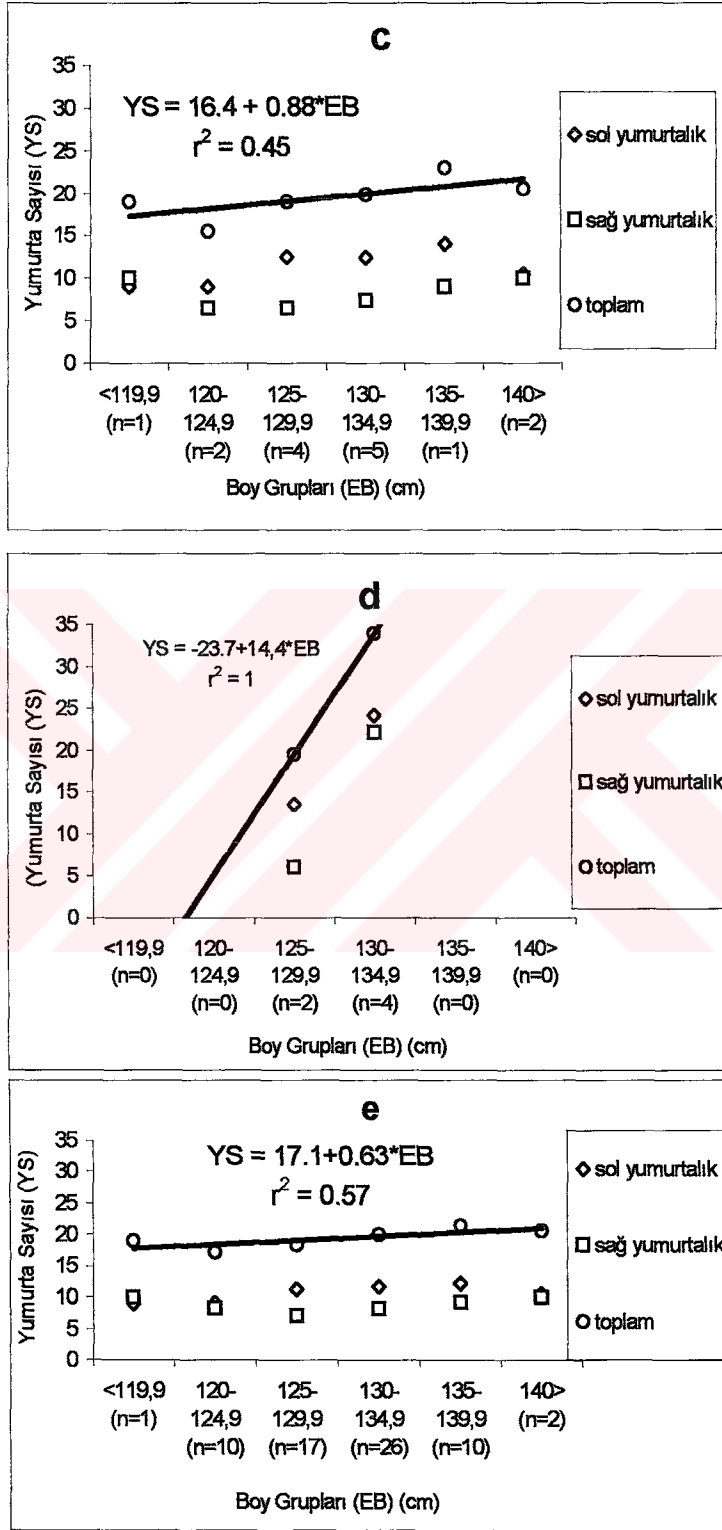 c
35
30
25
20
15
10
5
0
Yumurta Sayısı (YS)
YS = 16.4 + 0.88*EB
r² = 0.45
sol yumurtalık
sağ yumurtalık
toplam
<119,9 120- 125- 130- 135- 140>
(n=1) 124,9 129,9 134,9 139,9 (n=2)
(n=2) (n=4) (n=5) (n=1)
Boy Grupları (EB) (cm)
d
35
30
25
20
15
10
5
0
(Yumurta Sayısı (YS)
YS = -23.7+14,4*EB
r² = 1
sol yumurtalık
sağ yumurtalık
toplam
<119,9 120- 125- 130- 135- 140>
(n=0) 124,9 129,9 134,9 139,9 (n=0)
(n=0) (n=2) (n=4) (n=0)
Boy Grupları (EB) (cm)
e
35
30
25
20
15
10
5
0
Yumurta Sayısı (YS)
YS = 17.1+0.63*EB
r² = 0.57
sol yumurtalık
sağ yumurtalık
toplam
<119,9 120- 125- 130- 135- 140>
(n=1) 124,9 129,9 134,9 139,9 (n=2)
(n=10) (n=17) (n=26) (n=10)
Boy Grupları (EB) (cm)